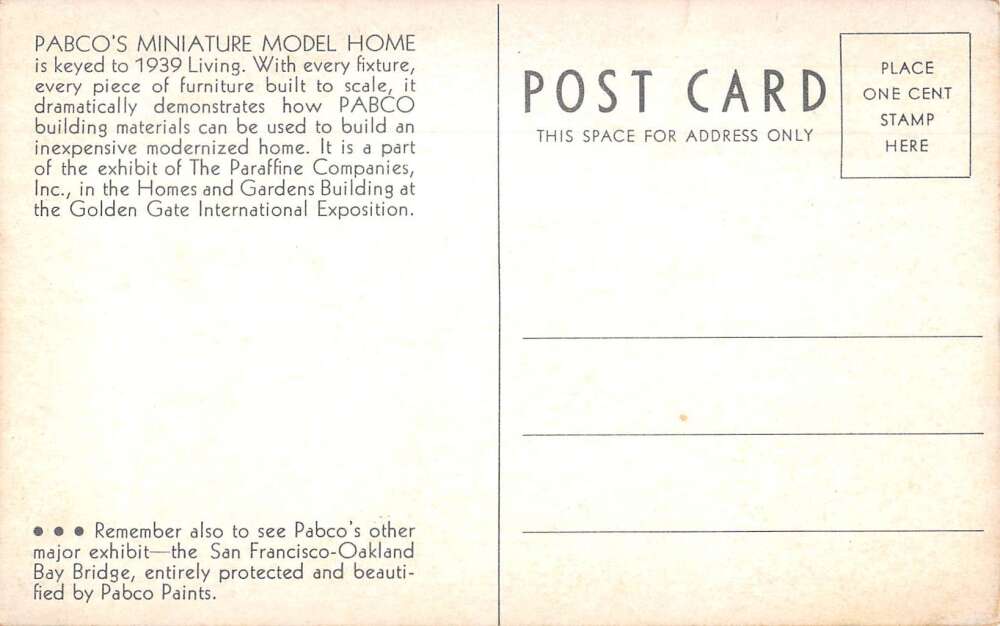 PABCO'S MINIATURE MODEL HOME
is keyed to 1939 Living. With every fixture,
every piece of furniture built to scale, it
dramatically demonstrates how PABCO
building materials can be used to build an
inexpensive modernized home. It is a part
of the exhibit of The Paraffine Companies,
Inc., in the Homes and Gardens Building at
the Golden Gate International Exposition.
● ● ● Remember also to see Pabco's other
major exhibit—the San Francisco-Oakland
Bay Bridge, entirely protected and beauti-
fied by Pabco Paints.
POST CARD
THIS SPACE FOR ADDRESS ONLY
PLACE
ONE CENT
STAMP
HERE